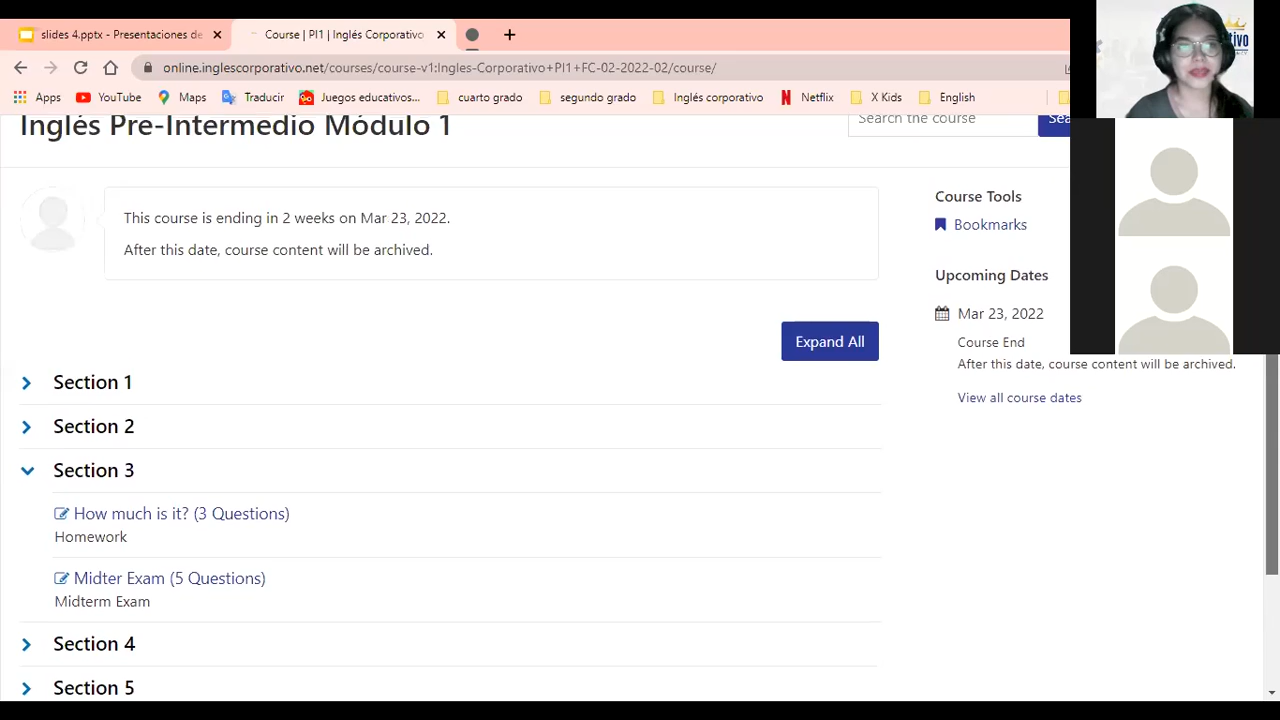 slides 4.pptx - Presentaciones de
Course | PI1 | Inglés Corporativo
online.inglescorporativo.net/courses/course-v1:Ingles-Corporativo+PI1+FC-02-2022-02/course/
Apps
YouTube
Maps
Traducir
Juegos educativos...
cuarto grado
segundo grado
Inglés corporativo
Netflix
X Kids
English
Inglés Pre-Intermedio Módulo 1
Search the course
This course is ending in 2 weeks on Mar 23, 2022.
After this date, course content will be archived.
Course Tools
Bookmarks
Upcoming Dates
Mar 23, 2022
Course End
After this date, course content will be archived.
View all course dates
Expand All
Section 1
Section 2
Section 3
How much is it? (3 Questions)
Homework
Midter Exam (5 Questions)
Midterm Exam
Section 4
Section 5